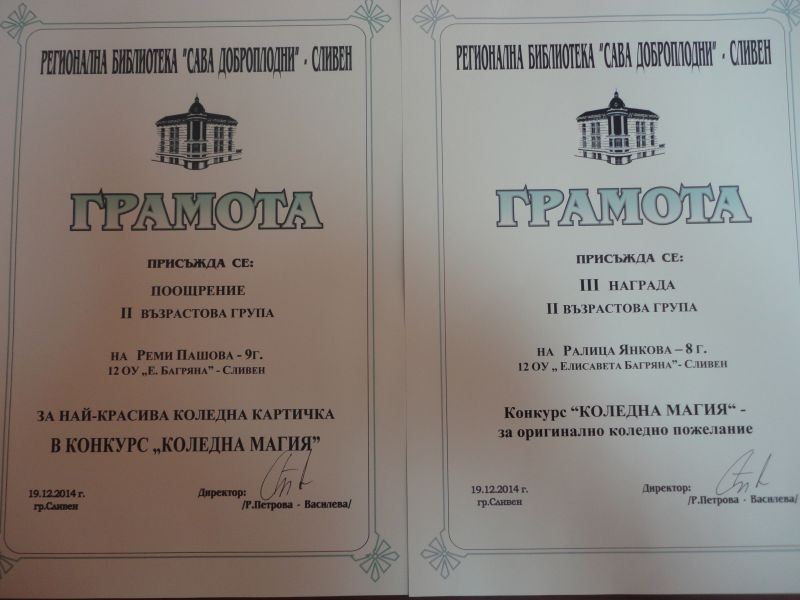 РЕГИОНАЛНА БИБЛИОТЕКА "САВА ДОБРОПЛОДНИ" - СЛИВЕН
ГРАМОТА
ПРИСЪЖДА СЕ:
ПООЩРЕНИЕ
II ВЪЗРАСТОВА ГРУПА
НА РЕМИ ПАШОВА - 9Г.
12 ОУ „Е. БАГРЯНА"- СЛИВЕН
ЗА НАЙ-КРАСИВА КОЛЕДНА КАРТИЧКА
В КОНКУРС „КОЛЕДНА МАГИЯ”
19.12.2014 г.
гр.Сливен
Директор:
/Р.Петрова - Василева/
РЕГИОНАЛНА БИБЛИОТЕКА "САВА ДОБРОПЛОДНИ" - СЛИВЕН
ГРАМОТА
ПРИСЪЖДА СЕ:
III НАГРАДА
II ВЪЗРАСТОВА ГРУПА
НА РАЛИЦА ЯНКОВА – 8 Г.
12 ОУ „ ЕЛИСАВЕТА БАГРЯНА"- СЛИВЕН
Конкурс “КОЛЕДНА МАГИЯ“ -
за оригинално коледно пожелание
19.12.2014 г.
гр.Сливен
Директор:
/Р.Петрова - Василева/